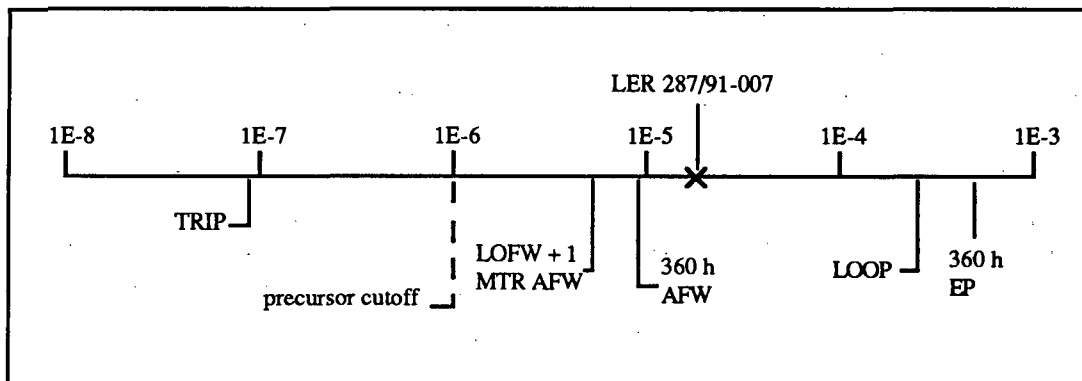 LER 287/91-007
1E-8 1E-7 1E-6 1E-5 1E-4 1E-3
TRIP
LOFW + 1
MTR AFW
360 h
AFW
LOOP
360 h
EP
precursor cutoff